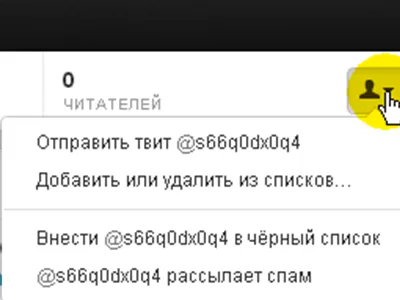 0
ЧИТАТЕЛЕЙ
Отправить твит @s66q0dx0q4
Добавить или удалить из списков...
Внести @s66q0dx0q4 в чёрный список
@s66q0dx0q4 рассылает спам